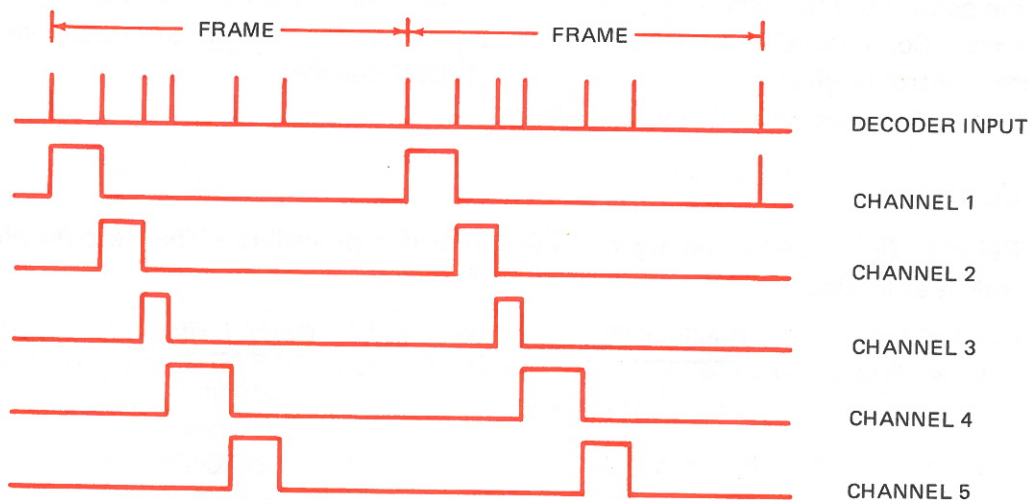 FRAME FRAME
DECODER INPUT
CHANNEL 1
CHANNEL 2
CHANNEL 3
CHANNEL 4
CHANNEL 5